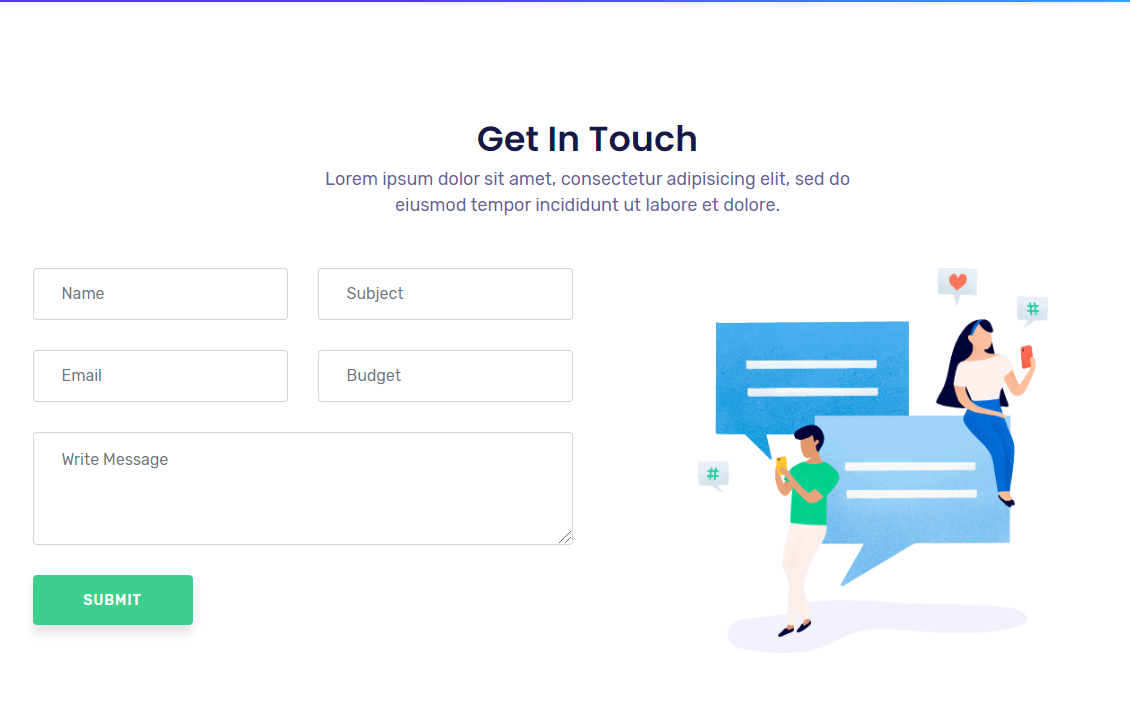 Get In Touch
Lorem ipsum dolor sit amet, consectetur adipisicing elit, sed do
eiusmod tempor incididunt ut labore et dolore.
Name
Subject
Email
Budget
Write Message
SUBMIT
#
#